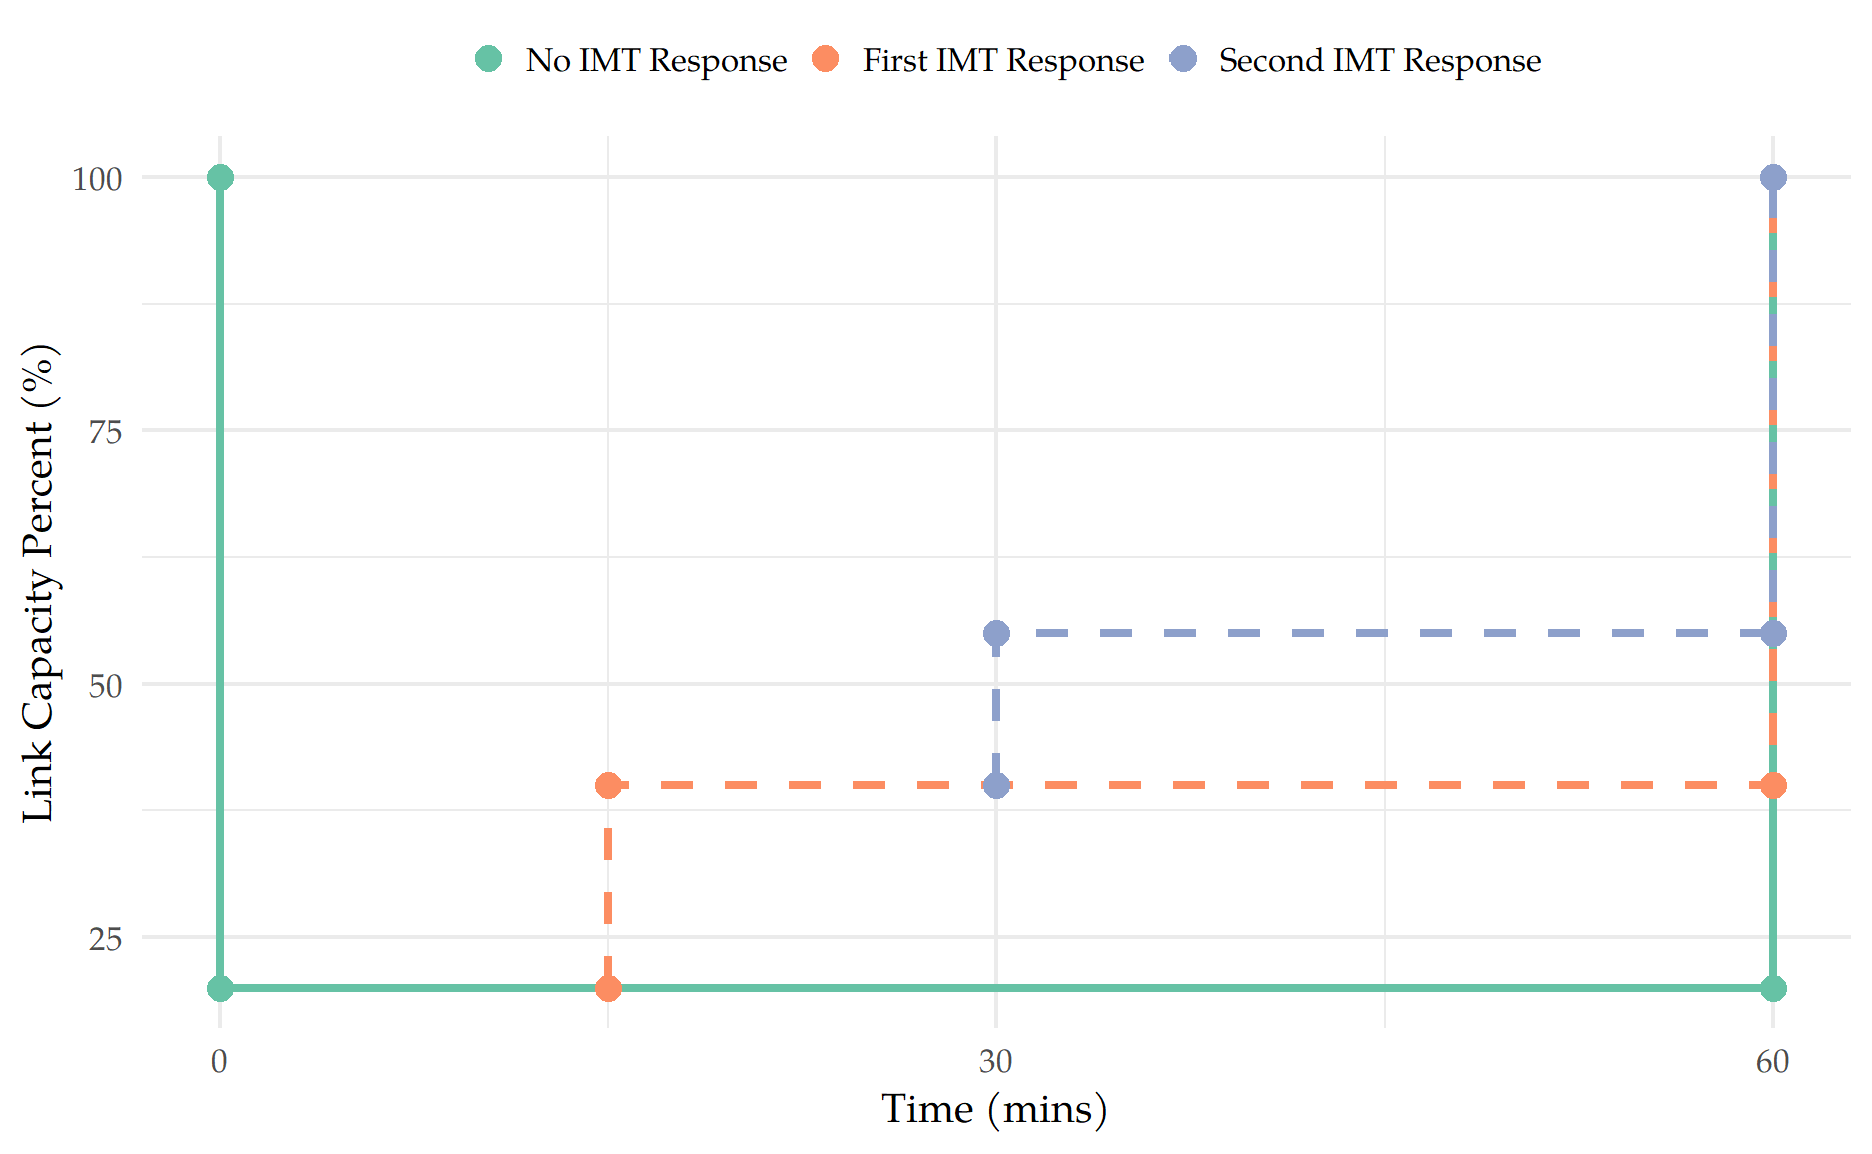 No IMT Response First IMT Response Second IMT Response
100
75
50
25
Link Capacity Percent (%)
0 30 60
Time (mins)